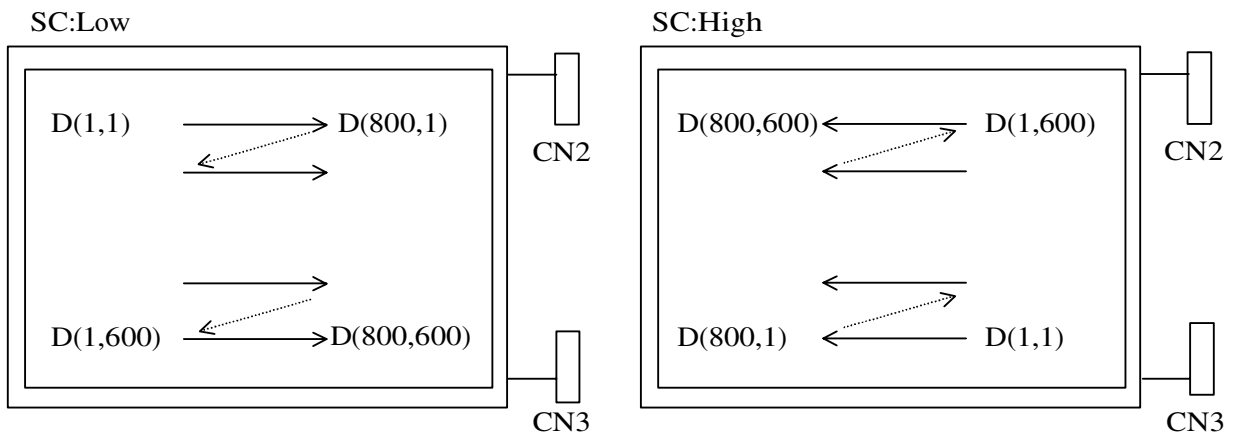 SC:Low
D(1,1) D(800,1)
CN2
D(1,600) D(800,600)
CN3
SC:High
D(800,600) D(1,600)
CN2
D(800,1) D(1,1)
CN3